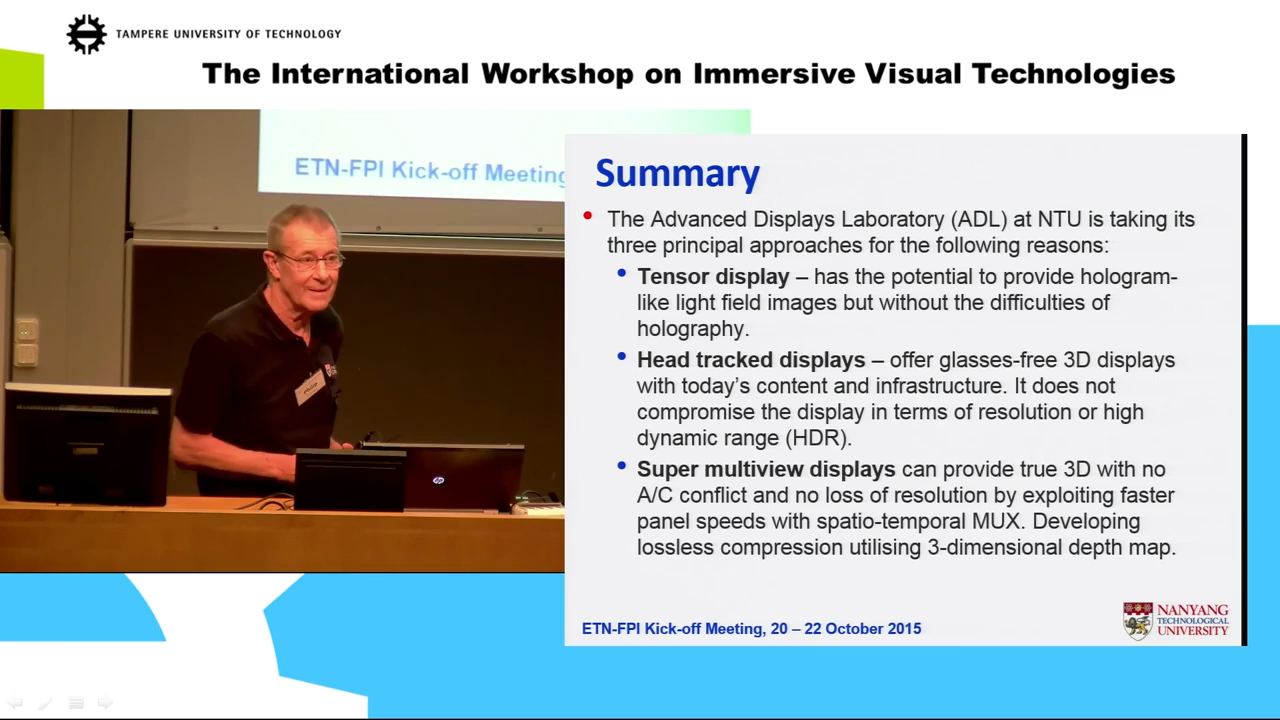 TAMPERE UNIVERSITY OF TECHNOLOGY
The International Workshop on Immersive Visual Technologies
ETN-FPI Kick-off Meeting
Summary
The Advanced Displays Laboratory (ADL) at NTU is taking its
three principal approaches for the following reasons:
Tensor display – has the potential to provide hologram-
like light field images but without the difficulties of
holography.
Head tracked displays – offer glasses-free 3D displays
with today's content and infrastructure. It does not
compromise the display in terms of resolution or high
dynamic range (HDR).
Super multiview displays can provide true 3D with no
A/C conflict and no loss of resolution by exploiting faster
panel speeds with spatio-temporal MUX. Developing
lossless compression utilising 3-dimensional depth map.
ETN-FPI Kick-off Meeting, 20 – 22 October 2015
NANYANG
TECHNOLOGICAL
UNIVERSITY
hp